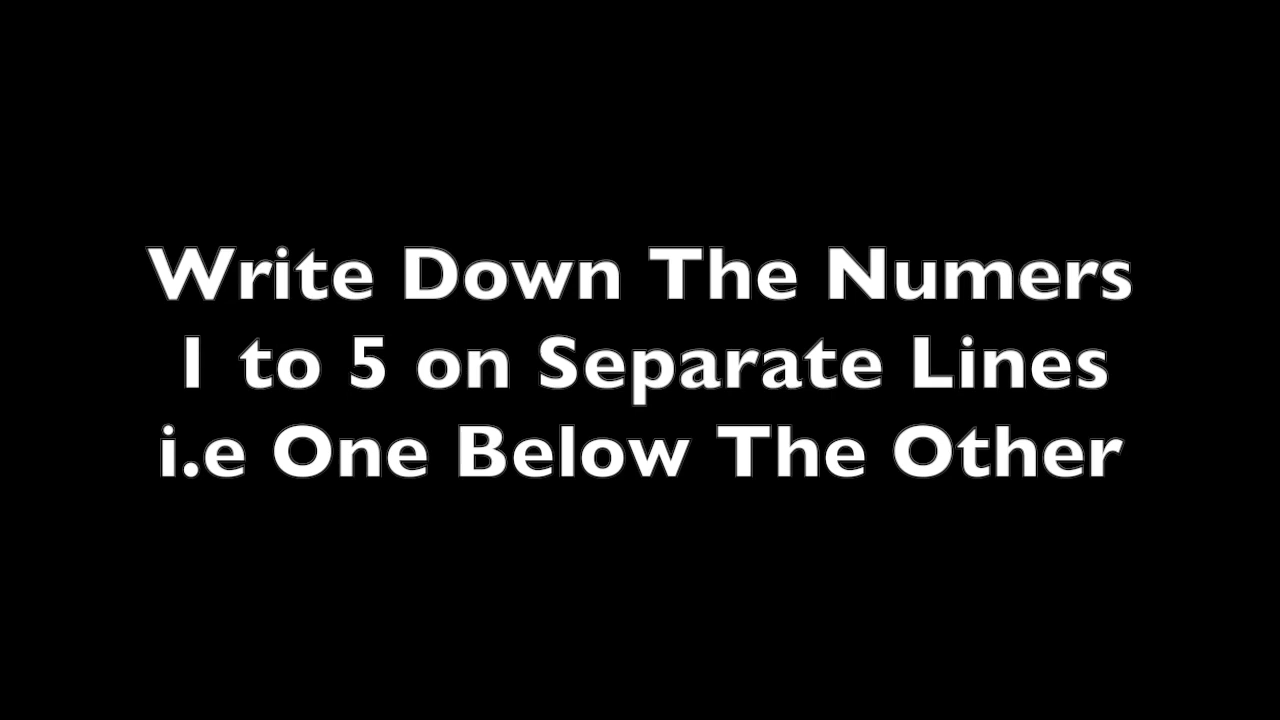 Write Down The Numers
1 to 5 on Separate Lines
i.e One Below The Other